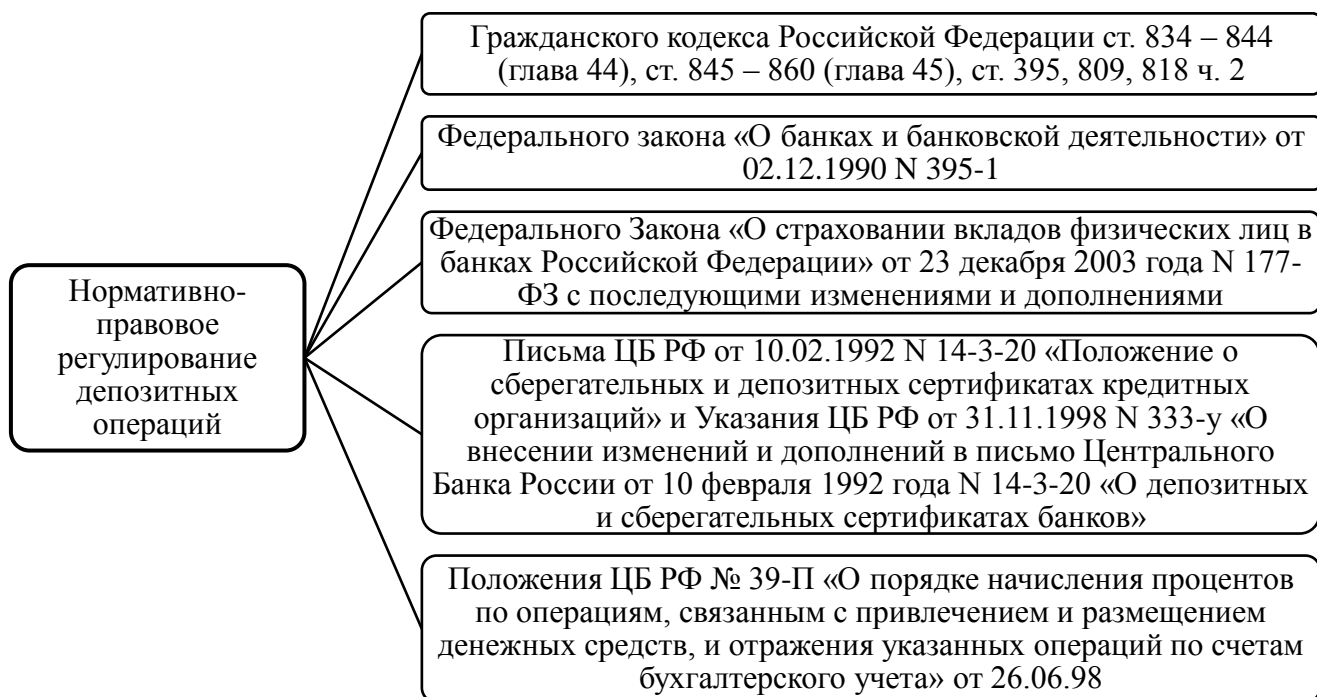 Гражданского кодекса Российской Федерации ст. 834 – 844
(глава 44), ст. 845 – 860 (глава 45), ст. 395, 809, 818 ч. 2
Федерального закона «О банках и банковской деятельности» от
02.12.1990 N 395-1
Федерального Закона «О страховании вкладов физических лиц в
банках Российской Федерации» от 23 декабря 2003 года N 177-
ФЗ с последующими изменениями и дополнениями
Нормативно-
правовое
регулирование
депозитных
операций
Письма ЦБ РФ от 10.02.1992 N 14-3-20 «Положение о
сберегательных и депозитных сертификатах кредитных
организаций» и Указания ЦБ РФ от 31.11.1998 N 333-у «О
внесении изменений и дополнений в письмо Центрального
Банка России от 10 февраля 1992 года N 14-3-20 «О депозитных
и сберегательных сертификатах банков»
Положения ЦБ РФ № 39-П «О порядке начисления процентов
по операциям, связанным с привлечением и размещением
денежных средств, и отражения указанных операций по счетам
бухгалтерского учета» от 26.06.98